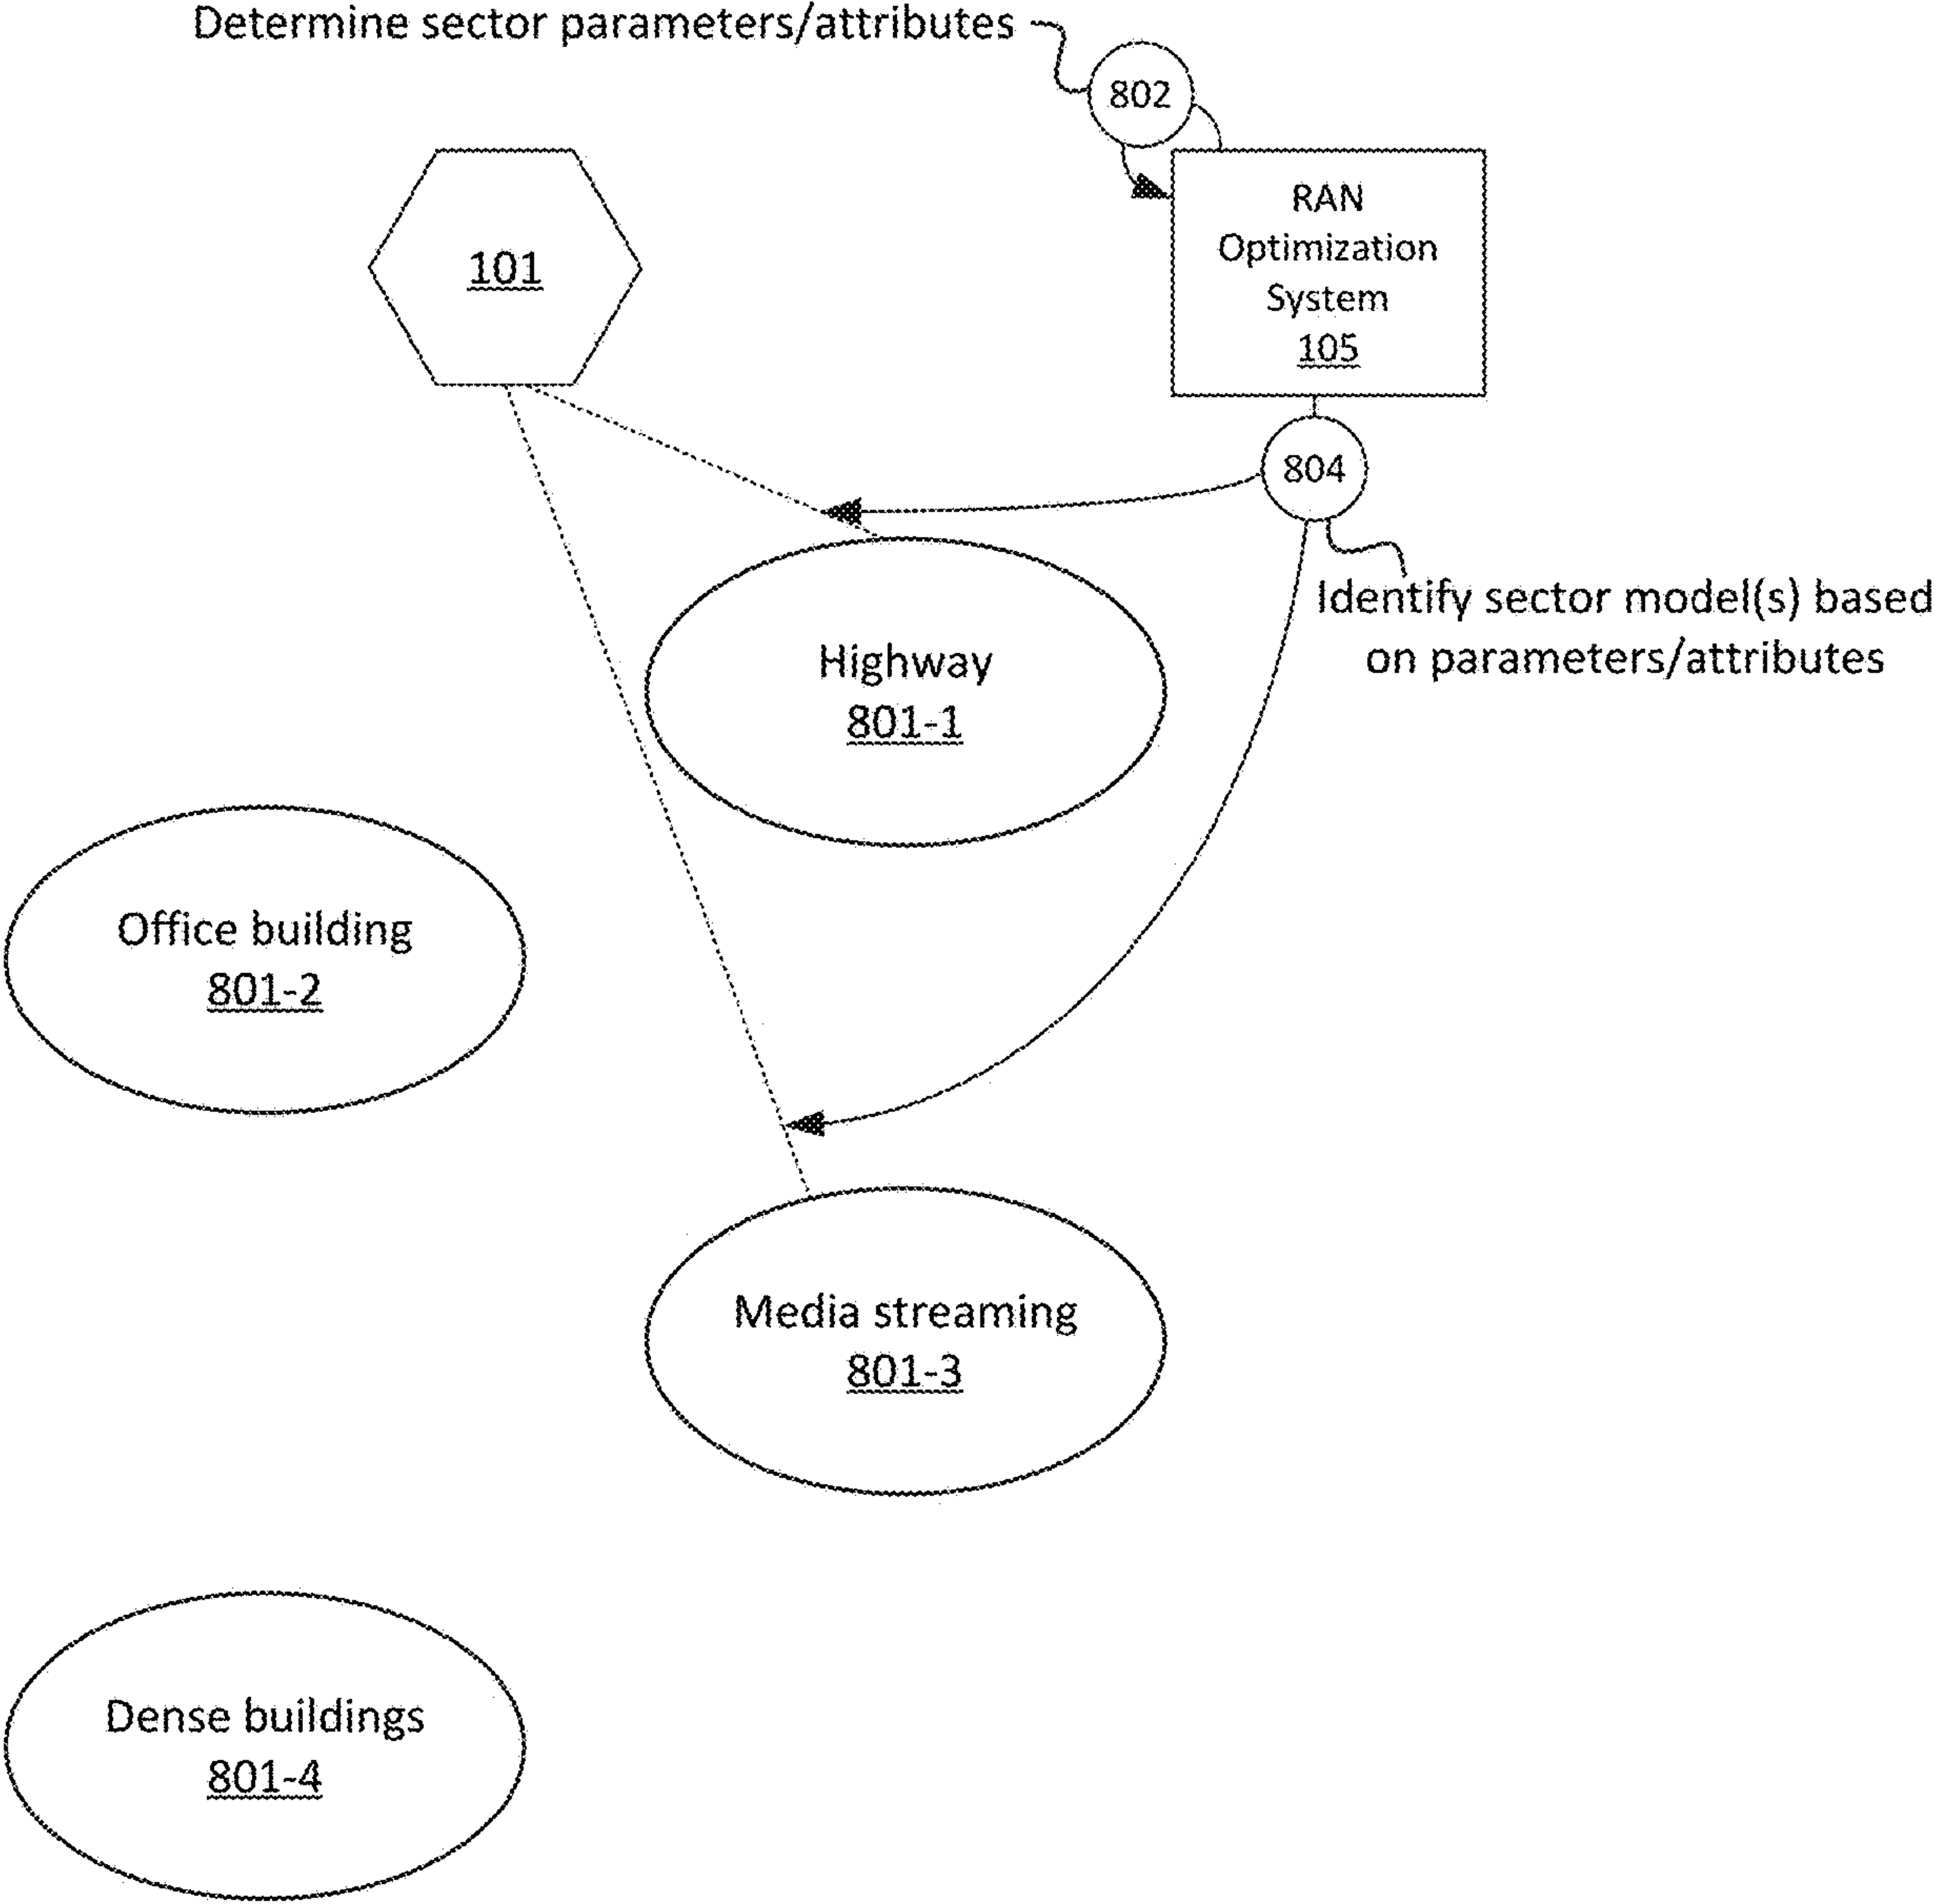 Determine sector parameters/attributes
802
RAN
Optimization
System
105
101
804
Identify sector model(s) based
on parameters/attributes
Highway
801-1
Office building
801-2
Media streaming
801-3
Dense buildings
801-4